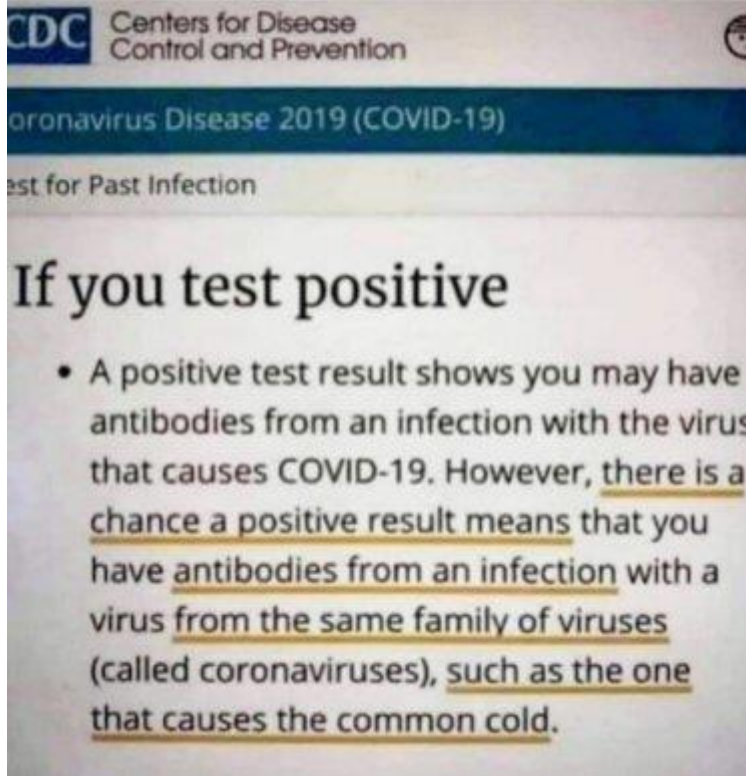 CDC
Centers for Disease
Control and Prevention
oronavirus Disease 2019 (COVID-19)
est for Past Infection
If you test positive
• A positive test result shows you may have
antibodies from an infection with the virus
that causes COVID-19. However, there is a
chance a positive result means that you
have antibodies from an infection with a
virus from the same family of viruses
(called coronaviruses), such as the one
that causes the common cold.